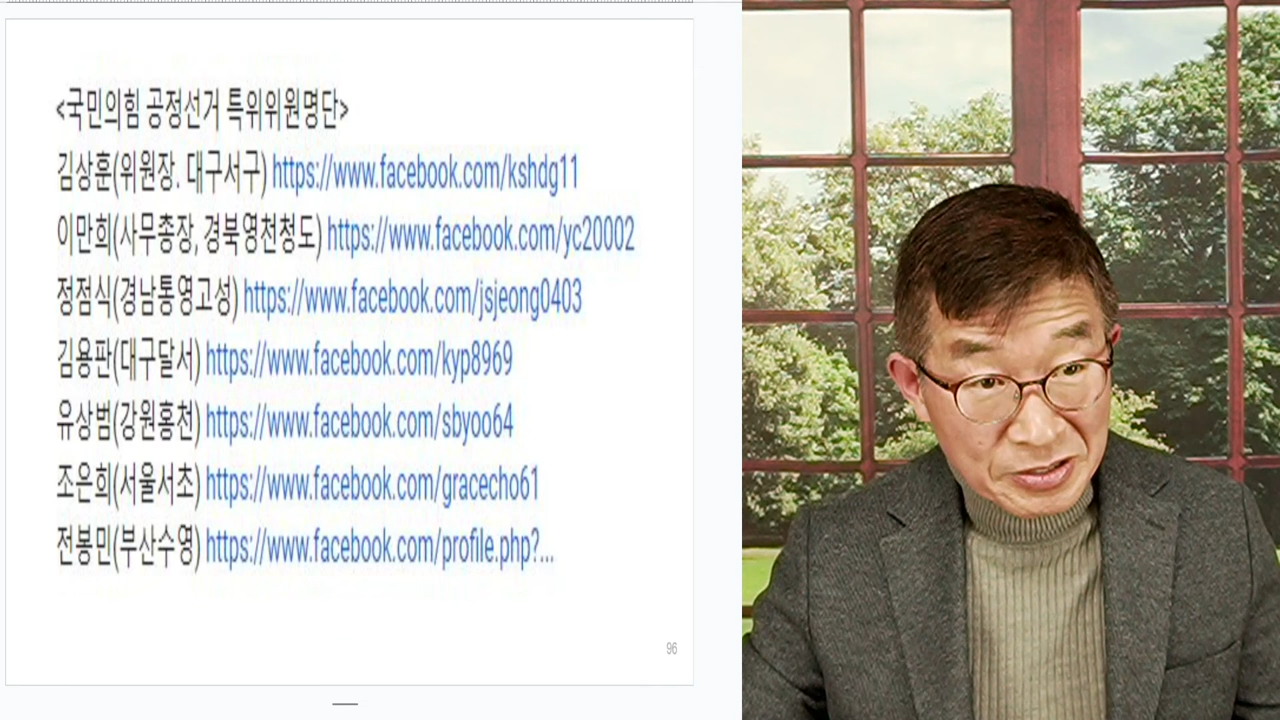 <국민의힘 공정선거 특위위원명단>
김상훈(위원장. 대구서구) https://www.facebook.com/kshdg11
이만희(사무총장, 경북영천청도) https://www.facebook.com/yc20002
정점식(경남통영고성) https://www.facebook.com/jsjeong0403
김용판(대구달서) https://www.facebook.com/kyp8969
유상범(강원홍천) https://www.facebook.com/sbyoo64
조은희(서울서초) https://www.facebook.com/gracecho61
전봉민(부산수영) https://www.facebook.com/profile.php?...
96